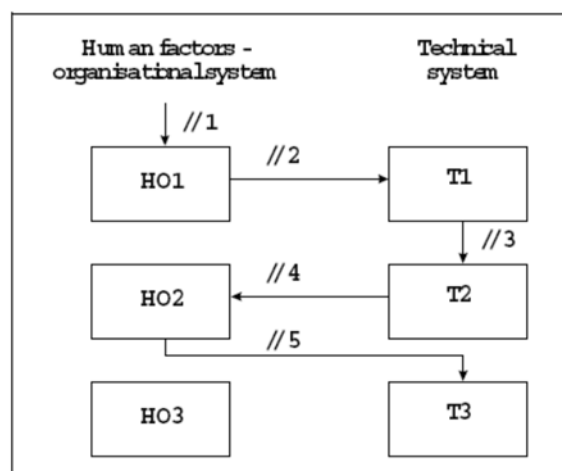 Human factors -
organisational system
Technical
system
//1
//2
HO1
T1
//3
//4
HO2
T2
//5
HO3
T3